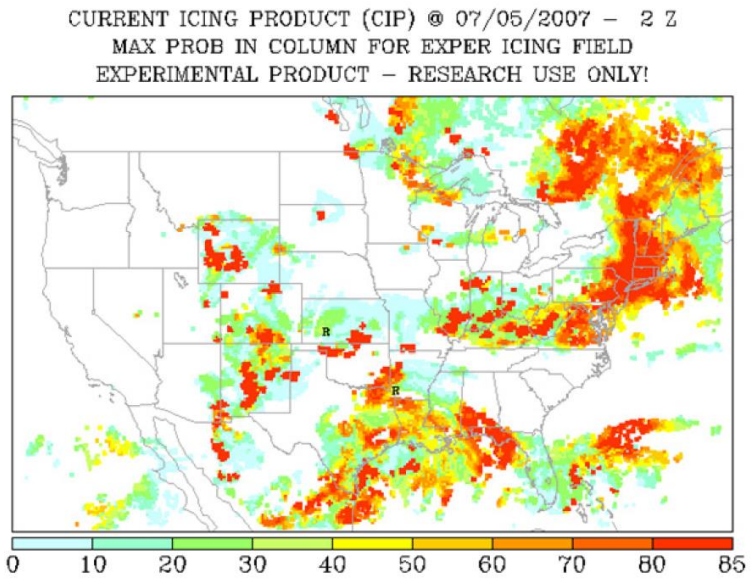 CURRENT ICING PRODUCT (CIP) @ 07/05/2007 - 2 Z
MAX PROB IN COLUMN FOR EXPER ICING FIELD
EXPERIMENTAL PRODUCT - RESEARCH USE ONLY!
R
R
0 10 20 30 40 50 60 70 80 85